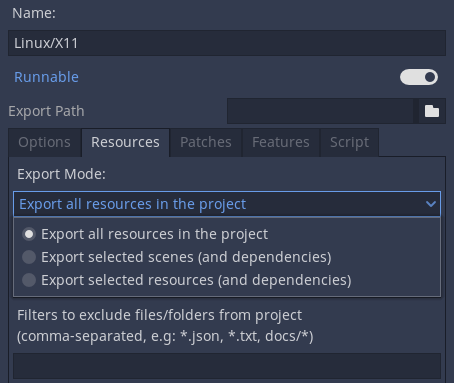 Name:
Linux/X11
Runnable
Export Path
Options Resources Patches Features Script
Export Mode:
Export all resources in the project
Export all resources in the project
Export selected scenes (and dependencies)
Export selected resources (and dependencies)
Filters to exclude files/folders from project
(comma-separated, e.g: *.json, *.txt, docs/*)